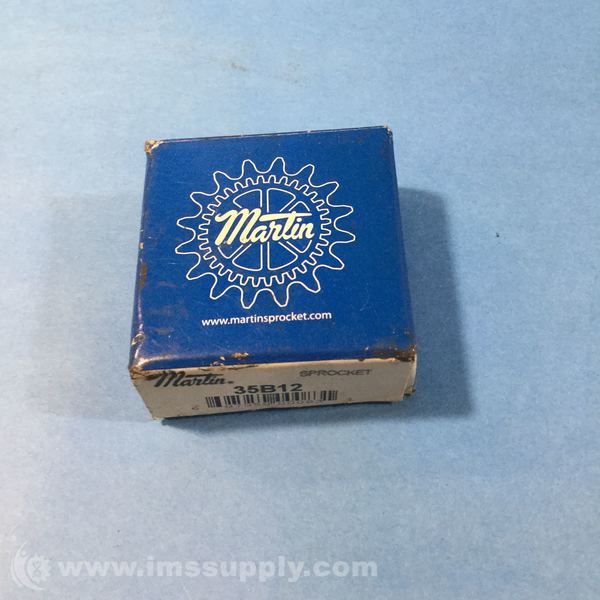 Martin
www.martinsprocket.com
Martin
SPROCKET
35B12
www.imssupply.com